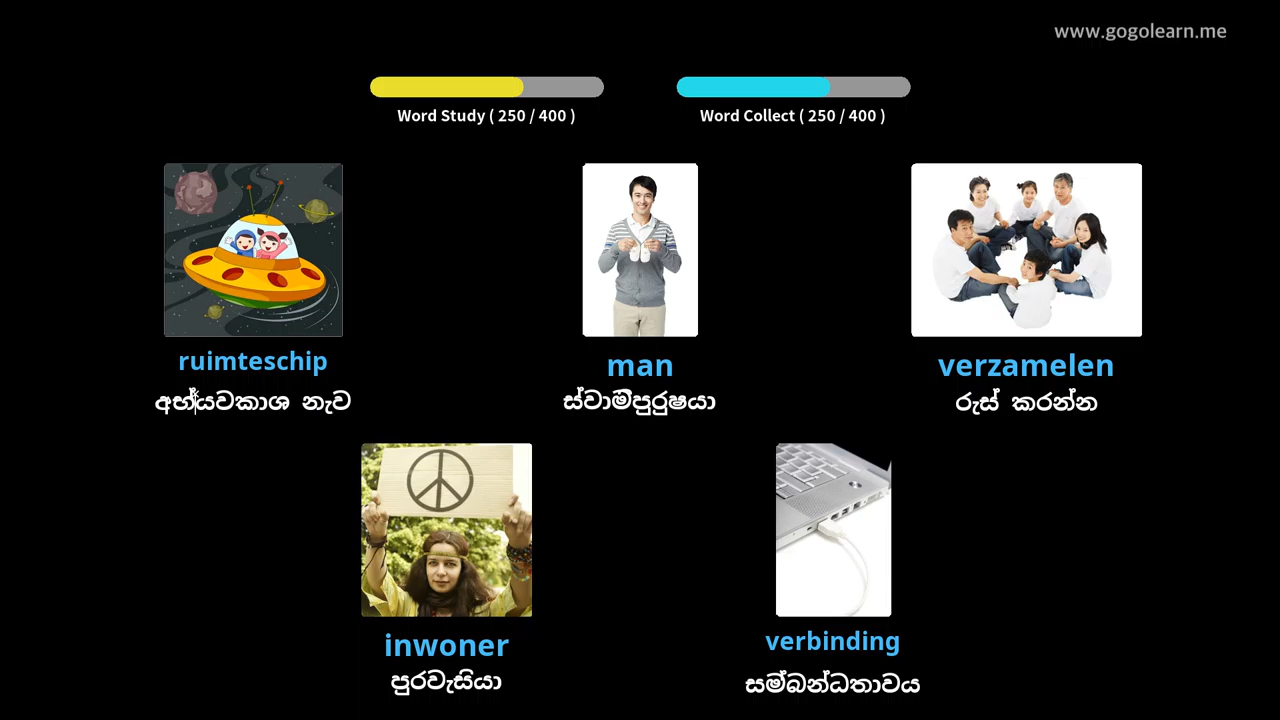 www.gogolearn.me
Word Study ( 250 / 400 )
Word Collect ( 250 / 400 )
ruimteschip
අභ්‍යවකාශ නැව
man
ස්වාමිපුරුෂයා
verzamelen
රුස් කරන්න
inwoner
පුරවැසියා
verbinding
සම්බන්ධතාවය